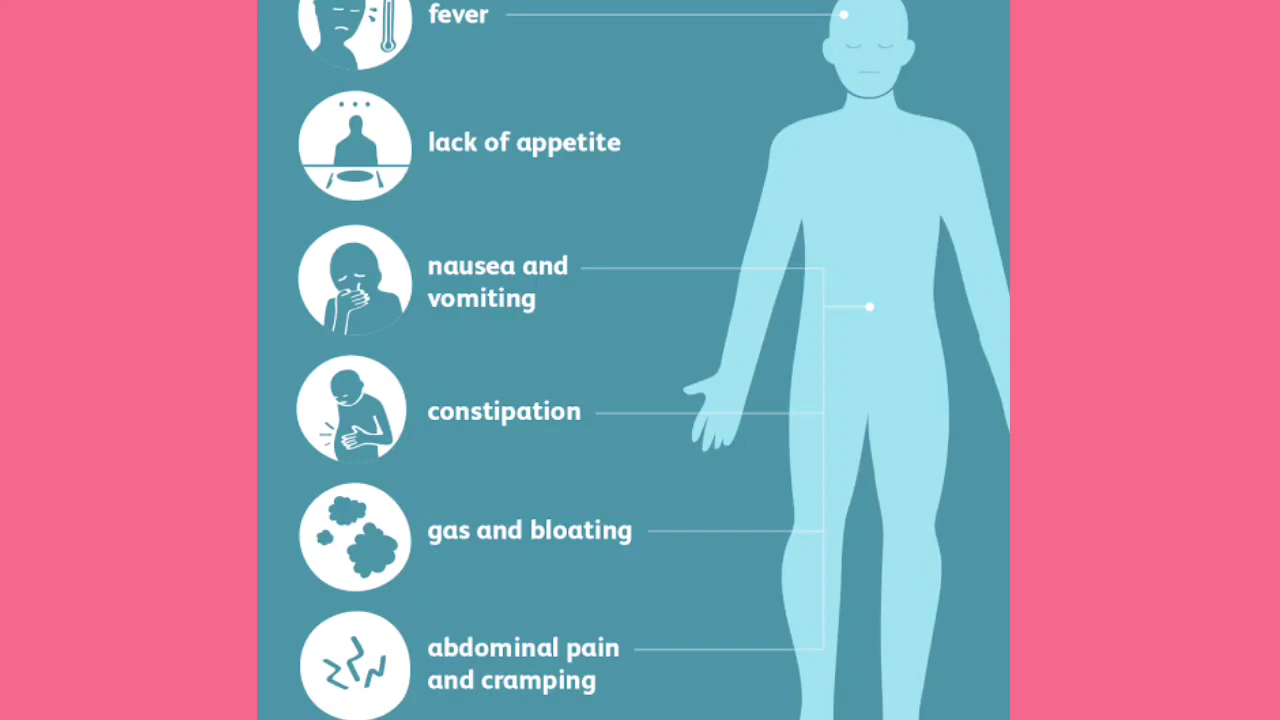 fever
lack of appetite
nausea and
vomiting
constipation
gas and bloating
abdominal pain
and cramping